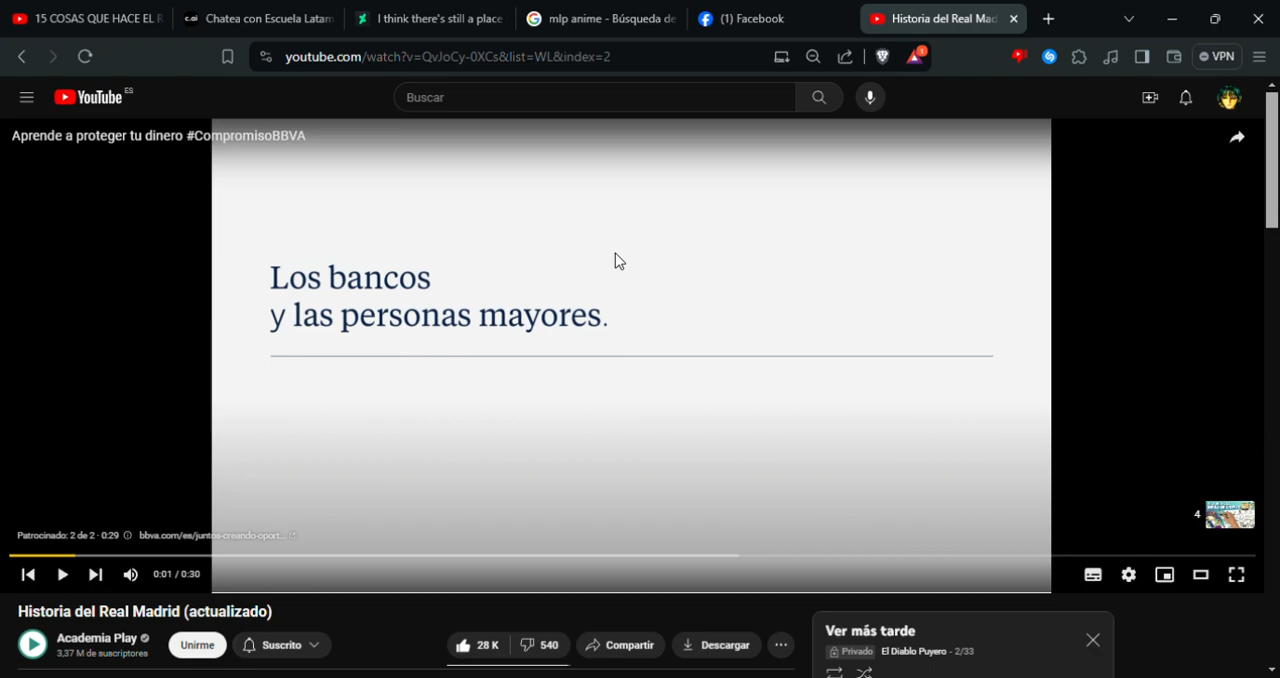 15 COSAS QUE HACE EL R
c.ai Chatea con Escuela Latam
I think there's still a place
mlp anime - Búsqueda de
(1) Facebook
Historia del Real Mad
youtube.com/watch?v=QvJoCy-0XCs&list=WL&index=2
1
VPN
YouTube ES
Buscar
Aprende a proteger tu dinero #CompromisoBBVA
Los bancos
y las personas mayores.
4
Patrocinado: 2 de 2 · 0:29 bbva.com/es/juntos-creando-oport...
0:01 / 0:30
Historia del Real Madrid (actualizado)
Academia Play
3,37 M de suscriptores
Unirme
Suscrito
28 K
540
Compartir
Descargar
Ver más tarde
Privado El Diablo Puyero - 2/33